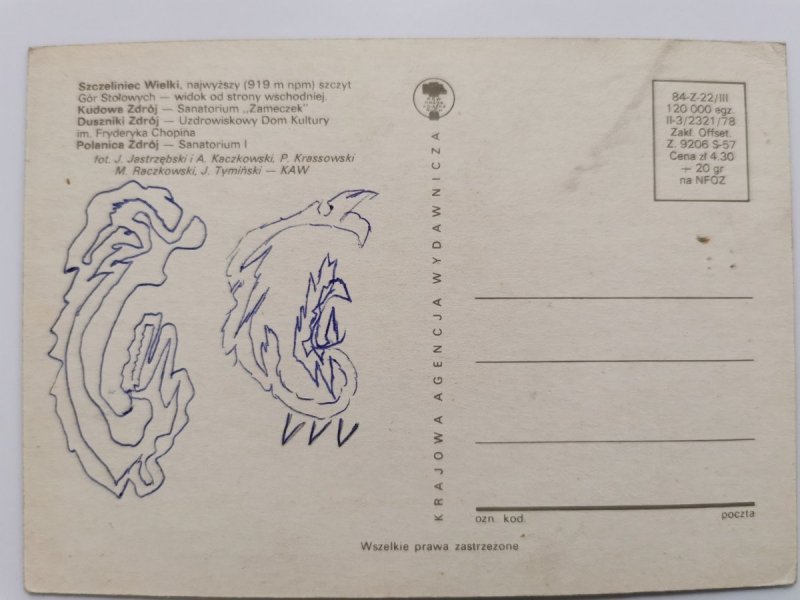 Szczeliniec Wielki, najwyższy (919 m npm) szczyt
Gór Stołowych — widok od strony wschodniej.
Kudowa Zdrój — Sanatorium „Zameczek"
Duszniki Zdrój — Uzdrowiskowy Dom Kultury
im. Fryderyka Chopina
Polanica Zdrój — Sanatorium I
fot. J. Jastrzębski i A. Kaczkowski, P. Krassowski
M. Raczkowski, J. Tymiński — KAW
KRAJOWA AGENCJA WYDAWNICZA
84-Z-22/III
120 000 egz.
II-3/2321/78
Zakł. Offset.
Z. 9206 S-57
Cena zł 4.30
+ 20 gr
na NFOZ
ozn. kod.
poczta
Wszelkie prawa zastrzeżone